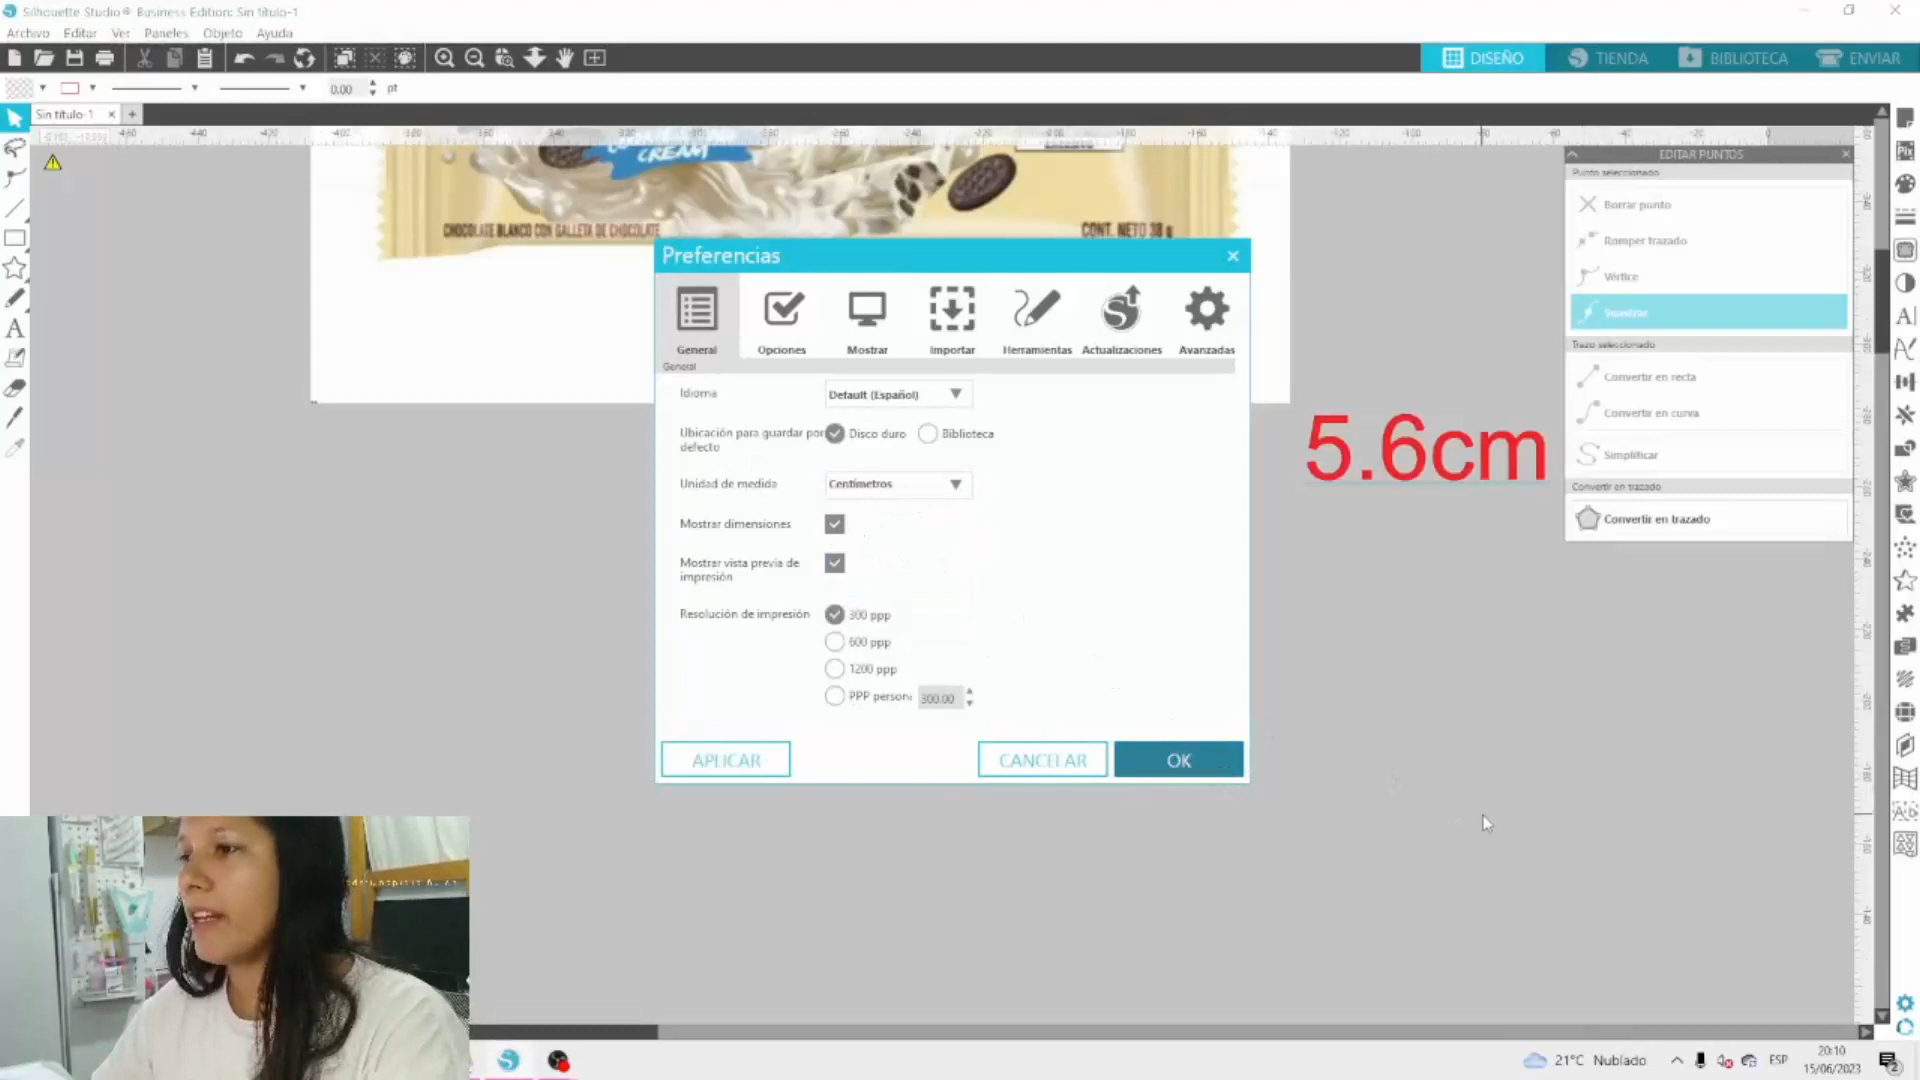 Silhouette Studio® Business Edition: Sin título-1
Archivo Editar Ver Paneles Objeto Ayuda
DISEÑO TIENDA BIBLIOTECA ENVIAR
0.00 pt
Sin título-1 × +
CREAM
CHOCOLATE BLANCO CON GALLETA DE CHOCOLATE
CONT. NETO 38 g
EDITAR PUNTOS
Punto seleccionado
Borrar punto
Romper trazado
Vértice
Suavizar
Trazo seleccionado
Convertir en recta
Convertir en curva
Simplificar
Convertir en trazado
Convertir en trazado
Preferencias
General Opciones Mostrar Importar Herramientas Actualizaciones Avanzadas
General
Idioma Default (Español)
Ubicación para guardar por defecto Disco duro Biblioteca
Unidad de medida Centímetros
Mostrar dimensiones
Mostrar vista previa de impresión
Resolución de impresión 300 ppp
600 ppp
1200 ppp
PPP person 300.00
APLICAR CANCELAR OK
5.6cm
21°C Nublado ESP 20:10
15/06/2023 2